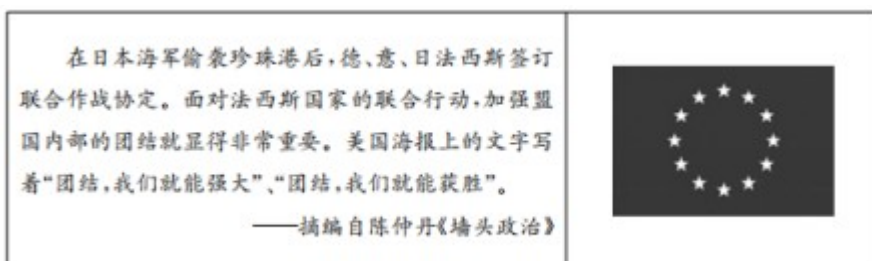 在日本海军偷袭珍珠港后,德、意、日法西斯签订
联合作战协定。面对法西斯国家的联合行动,加强盟
国内部的团结就显得非常重要。美国海报上的文字写
着“团结,我们就能强大”、“团结,我们就能获胜”。
——摘编自陈仲丹《墙头政治》